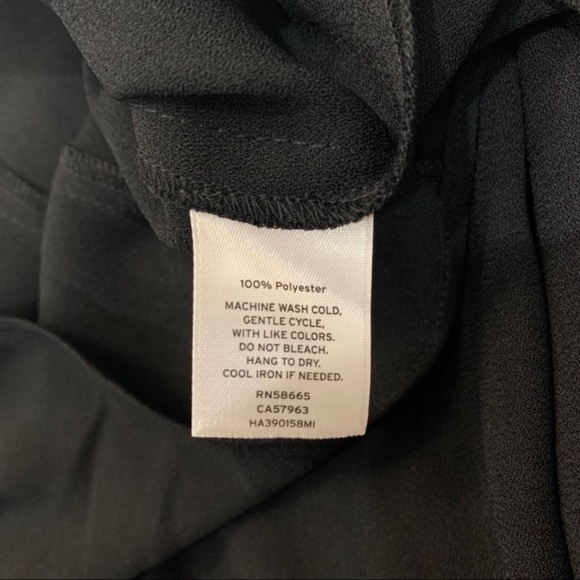 100% Polyester
MACHINE WASH COLD,
GENTLE CYCLE,
WITH LIKE COLORS.
DO NOT BLEACH.
HANG TO DRY.
COOL IRON IF NEEDED.
RN58665
CA57963
HA390158MI